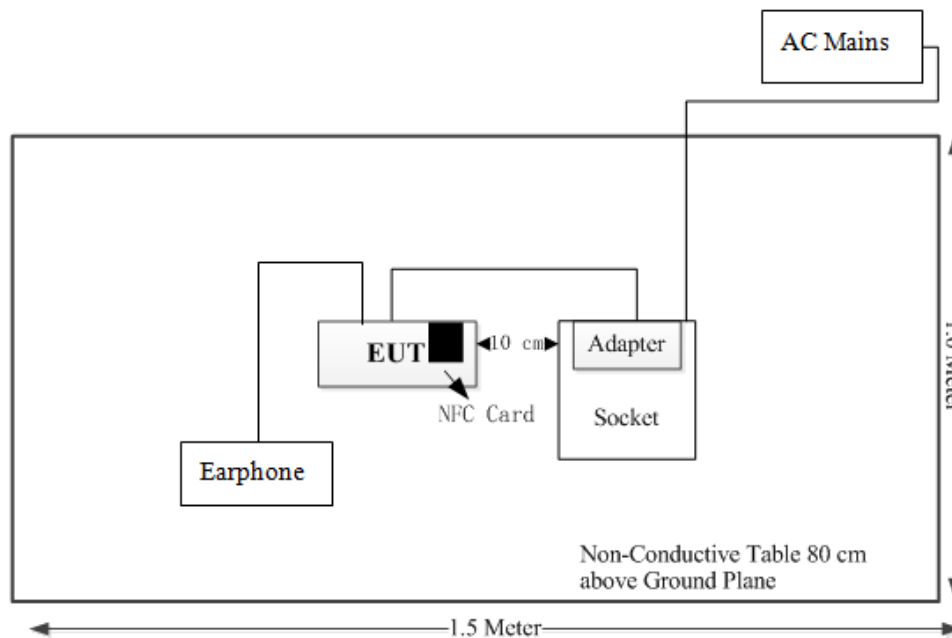 AC Mains
EUT
10 cm
Adapter
NFC Card
Socket
Earphone
Non-Conductive Table 80 cm
above Ground Plane
1.5 Meter